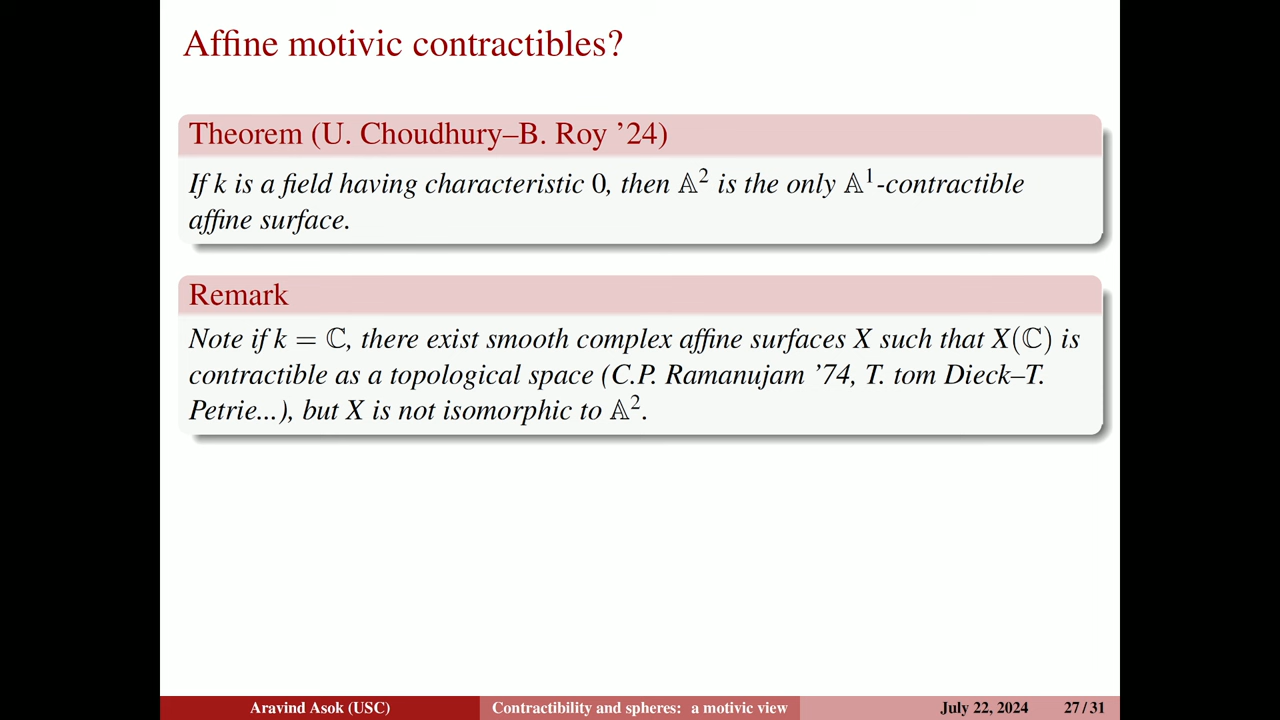 Affine motivic contractibles?
Theorem (U. Choudhury–B. Roy ’24)
If k is a field having characteristic 0, then 𝔸² is the only 𝔸¹-contractible
affine surface.
Remark
Note if k = ℂ, there exist smooth complex affine surfaces X such that X(ℂ) is
contractible as a topological space (C.P. Ramanujam ’74, T. tom Dieck–T.
Petrie...), but X is not isomorphic to 𝔸².
Aravind Asok (USC) Contractibility and spheres: a motivic view July 22, 2024 27 / 31